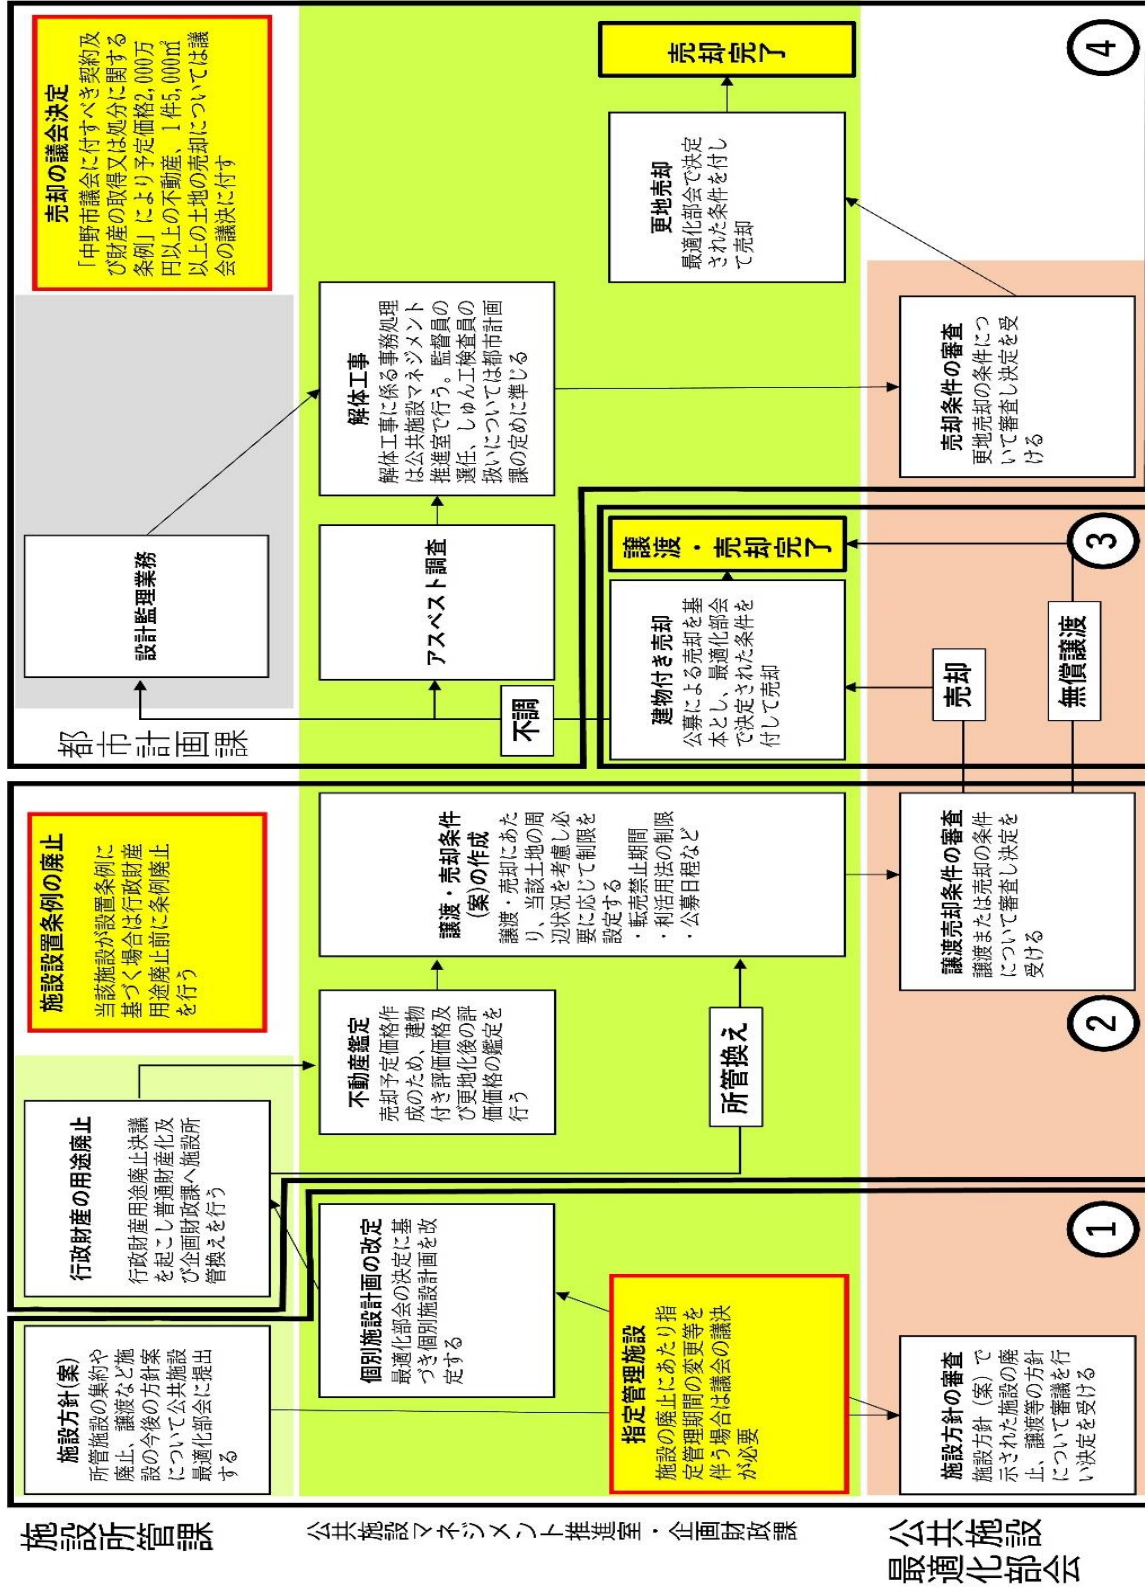 施設所管課
施設方針(案)
所管施設の集約や
廃止、譲渡など施
設の今後の方針案
について公共施設
最適化部会に提出
する
行政財産の用途廃止
行政財産用途廃止決議
を起こし普通財産化及
び企画財政課へ施設所
管換えを行う
施設設置条例の廃止
当該施設が設置条例に
基づく場合は行政財産
用途廃止前に条例廃止
を行う
都市計画課
設計監理業務
売却の議会決定
「中野市議会に付すべき契約及
び財産の取得又は処分に関する
条例」により予定価格2,000万
円以上の不動産、1件5,000㎡
以上の土地の売却については議
会の議決に付す
公共施設マネジメント推進室・企画財政課
個別施設計画の改定
最適化部会の決定に基
づき個別施設計画を改
定する
指定管理施設
施設の廃止にあたり指
定管理期間の変更等を
伴う場合は議会の議決
が必要
不動産鑑定
売却予定価格作
成のため、建物
付き評価価格及
び更地化後の評
価価格の鑑定を
行う
所管換え
譲渡・売却条件
(案)の作成
譲渡・売却にあた
り、当該土地の周
辺状況を考慮し必
要に応じて制限を
設定する
・転売禁止期間
・利活用法の制限
・公募日程など
不調
アスベスト調査
解体工事
解体工事に係る事務処理
は公共施設マネジメント
推進室で行う。監督員の
選任、しゅん工検査員の
扱いについては都市計画
課の定めに準じる
建物付き売却
公募による売却を基
本とし、最適化部会
で決定された条件を
付して売却
譲渡・売却完了
更地売却
最適化部会で決定
された条件を付し
て売却
売却完了
公共施設
最適化部会
施設方針の審査
施設方針（案）で
示された施設の廃
止、譲渡等の方針
について審議を行
い決定を受ける
①
②
譲渡売却条件の審査
譲渡または売却の条件
について審査し決定を
受ける
売却
無償譲渡
③
売却条件の審査
更地売却の条件につ
いて審査し決定を受
ける
④